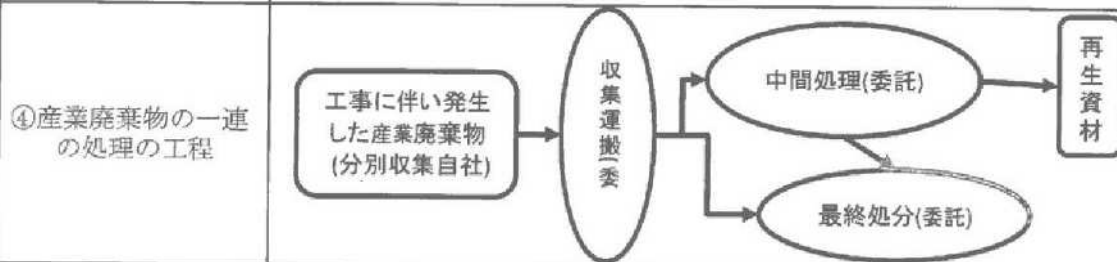 ④産業廃棄物の一連
の処理の工程
工事に伴い発生
した産業廃棄物
(分別収集自社)
収集運搬(委
中間処理(委託)
再生資材
最終処分(委託)